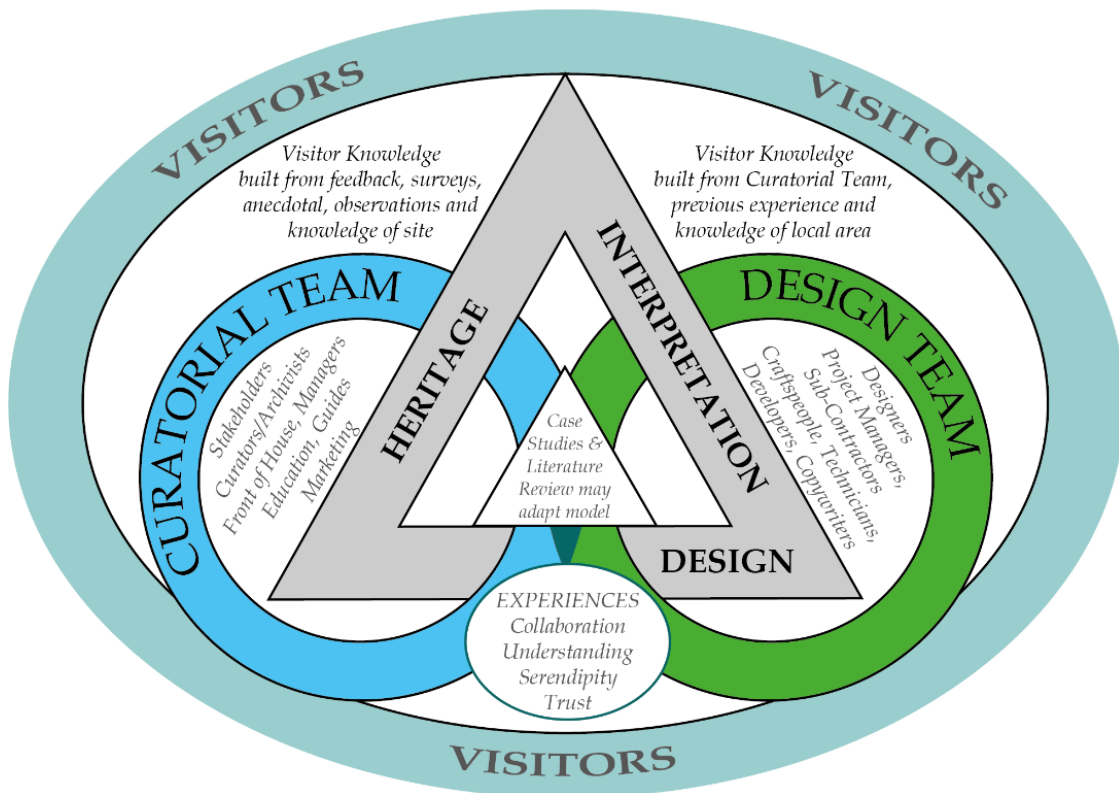 VISITORS
VISITORS
Visitor Knowledge
built from feedback, surveys,
anecdotal, observations and
knowledge of site
Visitor Knowledge
built from Curatorial Team,
previous experience and
knowledge of local area
CURATORIAL TEAM
Stakeholders
Curators/Archivists
Front of House, Managers
Education, Guides
Marketing
HERITAGE
INTERPRETATION
DESIGN
DESIGN TEAM
Designers
Project Managers,
Sub-Contractors
Craftspeople, Technicians,
Developers, Copywriters
Case
Studies &
Literature
Review may
adapt model
EXPERIENCES
Collaboration
Understanding
Serendipity
Trust
VISITORS